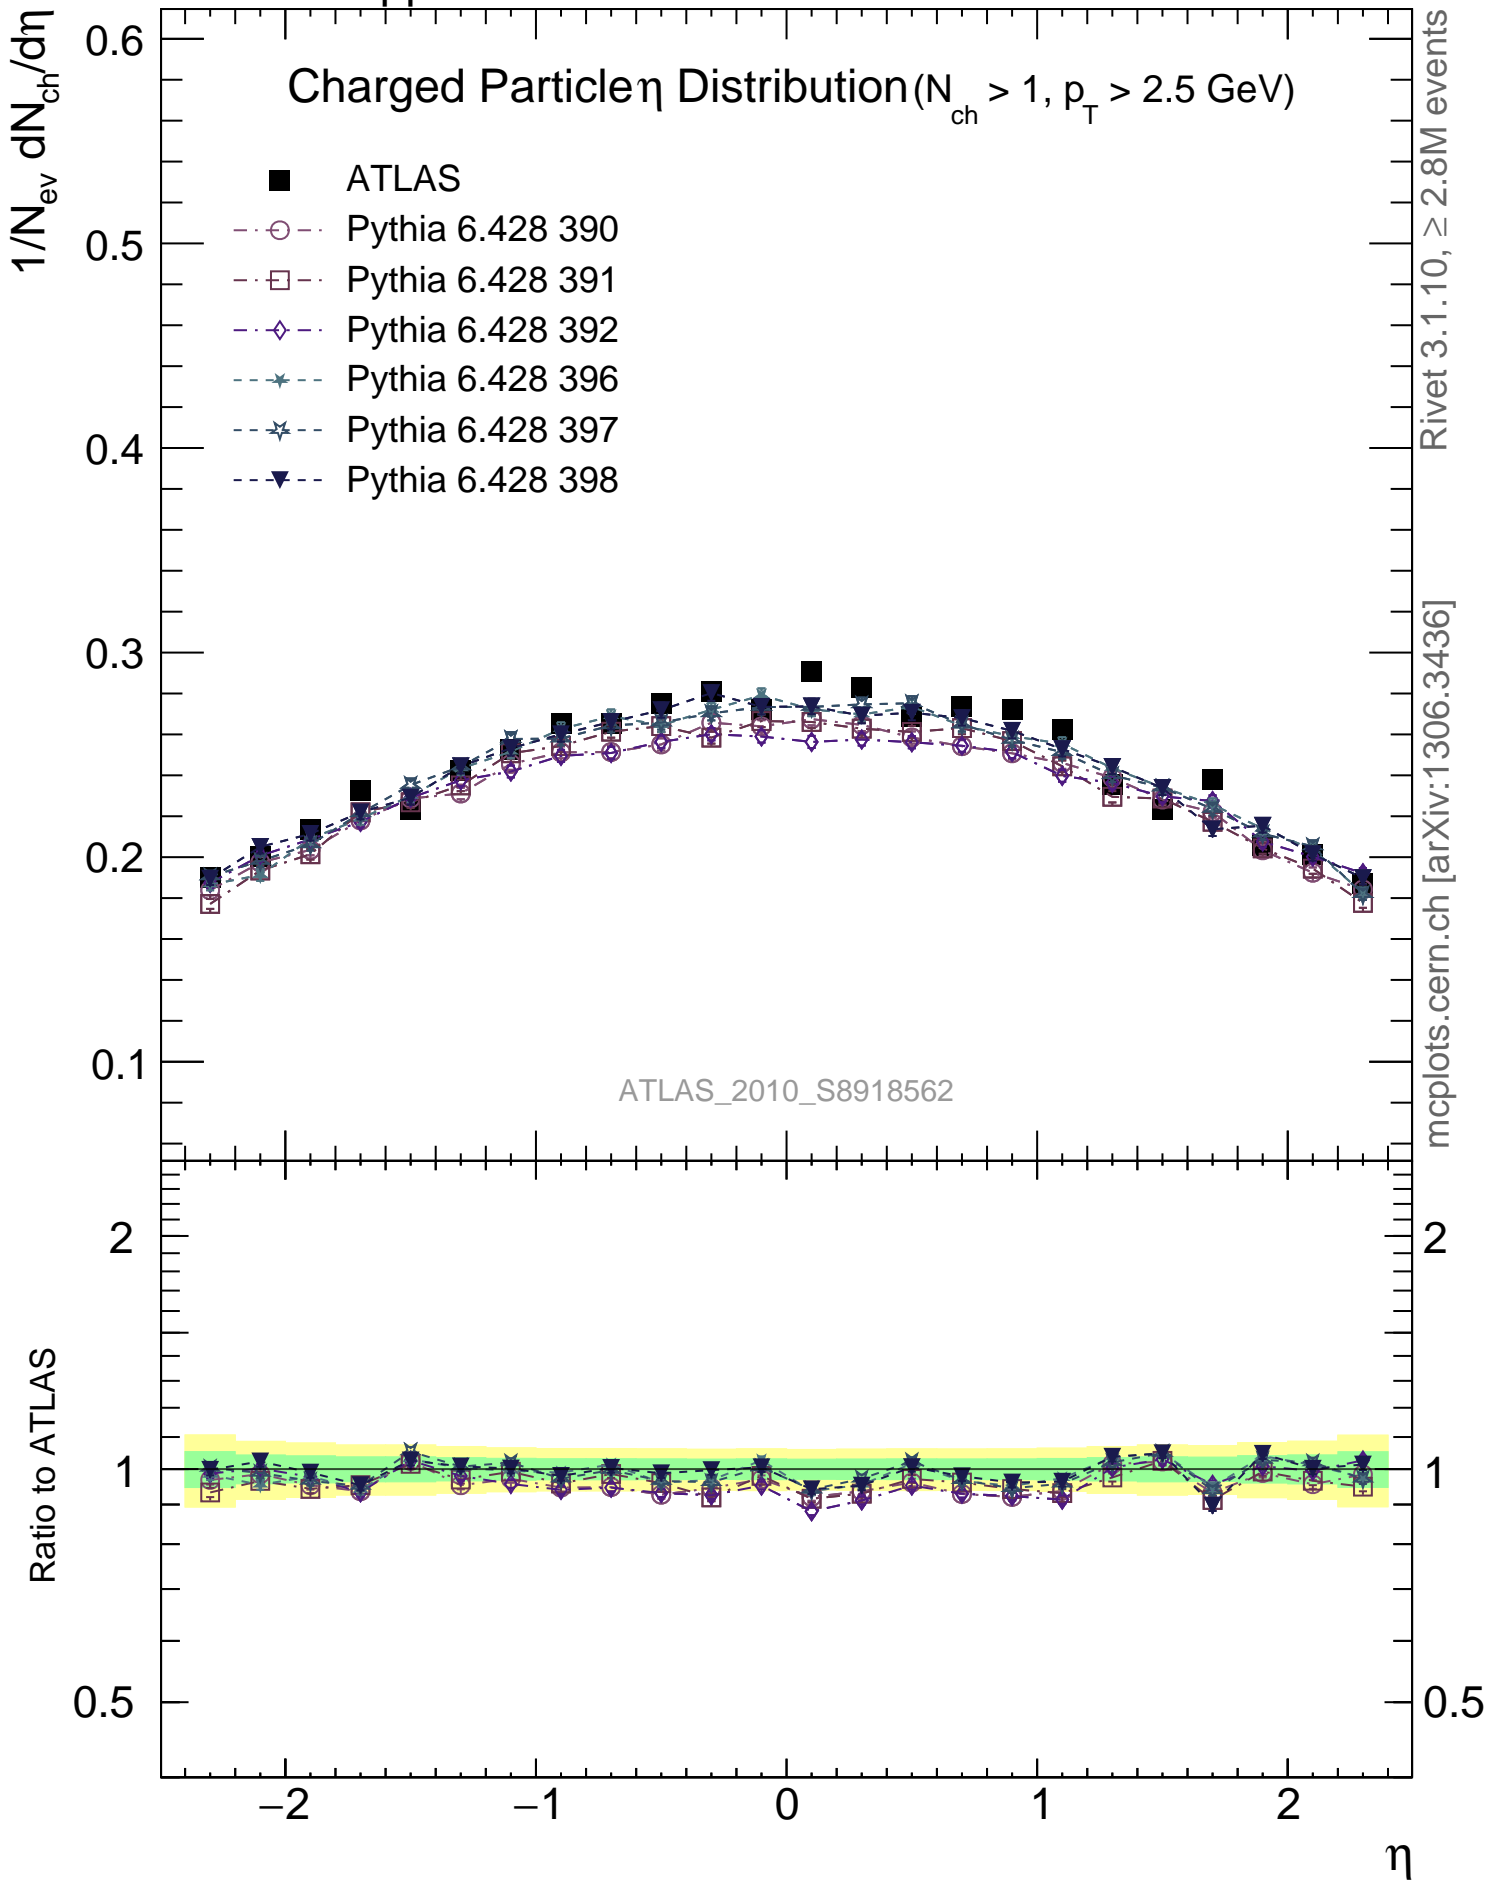 Charged Particle η Distribution (N_ch > 1, p_T > 2.5 GeV)
1/N_ev dN_ch/dη
ATLAS
Pythia 6.428 390
Pythia 6.428 391
Pythia 6.428 392
Pythia 6.428 396
Pythia 6.428 397
Pythia 6.428 398
0.6
0.5
0.4
0.3
0.2
0.1
ATLAS_2010_S8918562
Rivet 3.1.10, ≥ 2.8M events
mcplots.cern.ch [arXiv:1306.3436]
Ratio to ATLAS
2
1
0.5
2
1
0.5
−2 −1 0 1 2
η